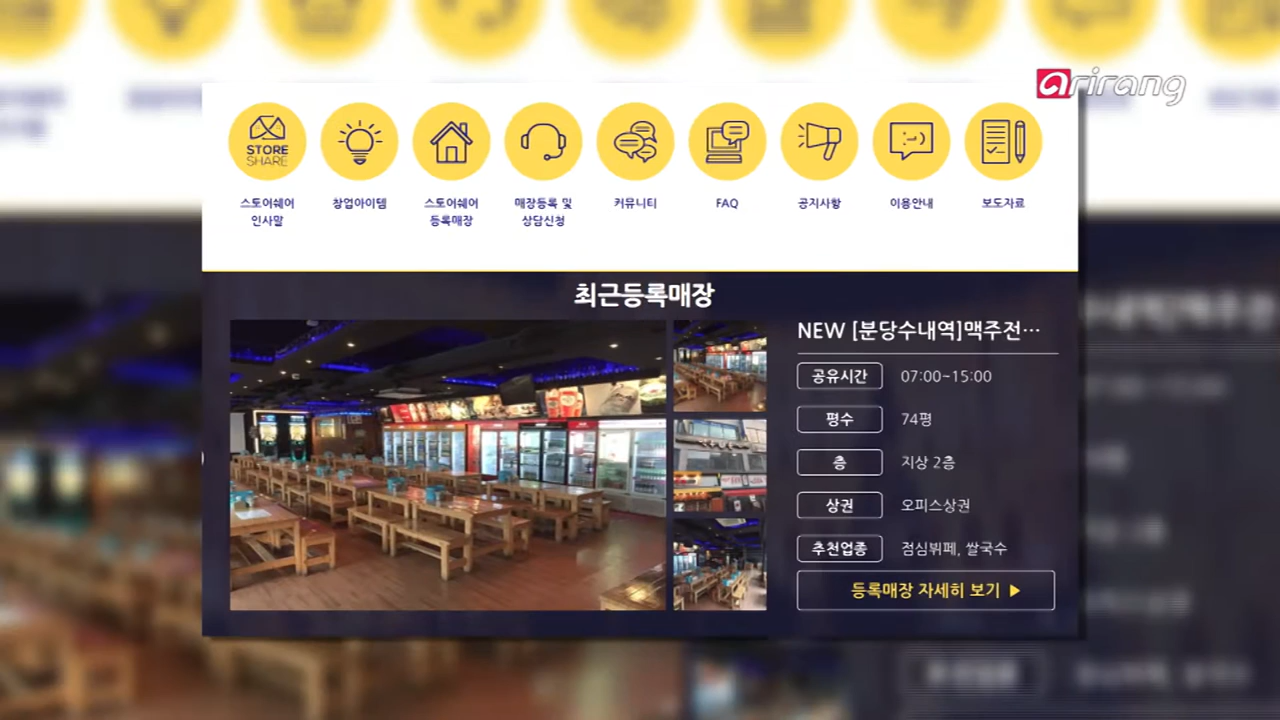 arirang
STORE
SHARE
스토어쉐어
인사말
창업아이템
스토어쉐어
등록매장
매장등록 및
상담신청
커뮤니티
FAQ
공지사항
이용안내
보도자료
최근등록매장
NEW [분당수내역]맥주전…
공유시간 07:00~15:00
평수 74평
층 지상 2층
상권 오피스상권
추천업종 점심뷔페, 쌀국수
등록매장 자세히 보기 ▶